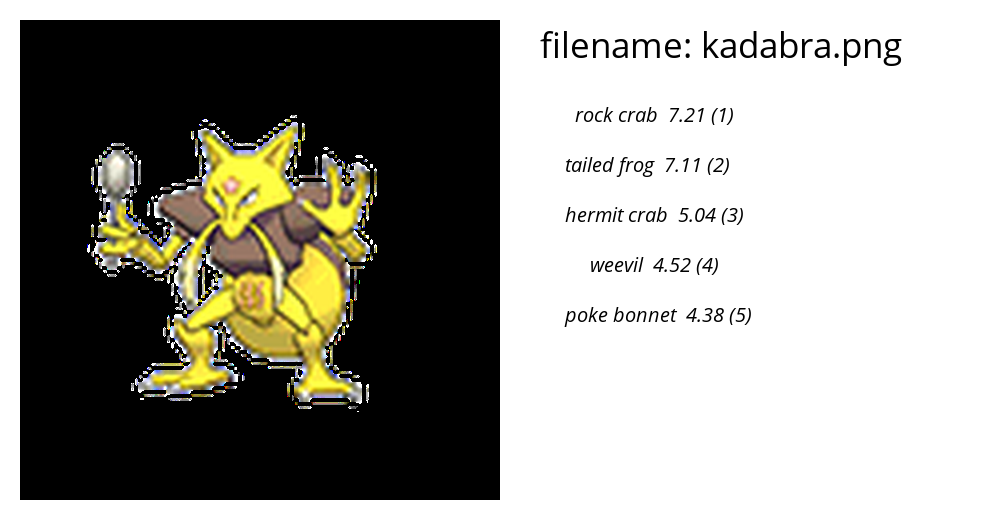 filename: kadabra.png
rock crab 7.21 (1)
tailed frog 7.11 (2)
hermit crab 5.04 (3)
weevil 4.52 (4)
poke bonnet 4.38 (5)